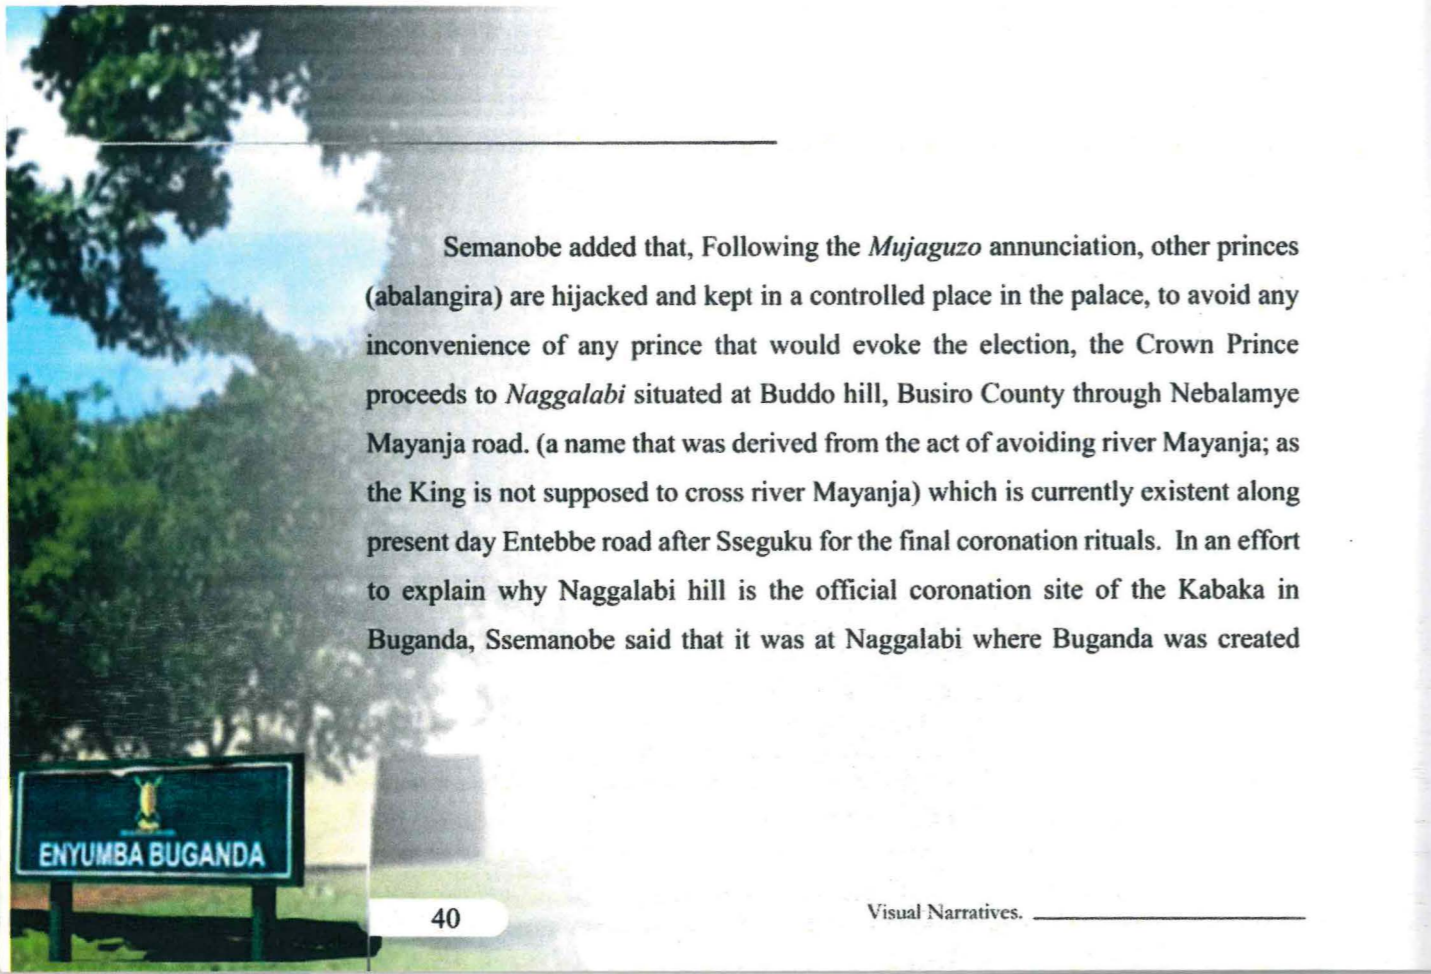 Semanobe added that, Following the Mujaguzo annunciation, other princes
(abalangira) are hijacked and kept in a controlled place in the palace, to avoid any
inconvenience of any prince that would evoke the election, the Crown Prince
proceeds to Naggalabi situated at Buddo hill, Busiro County through Nebalamye
Mayanja road. (a name that was derived from the act of avoiding river Mayanja; as
the King is not supposed to cross river Mayanja) which is currently existent along
present day Entebbe road after Sseguku for the final coronation rituals. In an effort
to explain why Naggalabi hill is the official coronation site of the Kabaka in
Buganda, Ssemanobe said that it was at Naggalabi where Buganda was created
ENYUMBA BUGANDA
40
Visual Narratives.